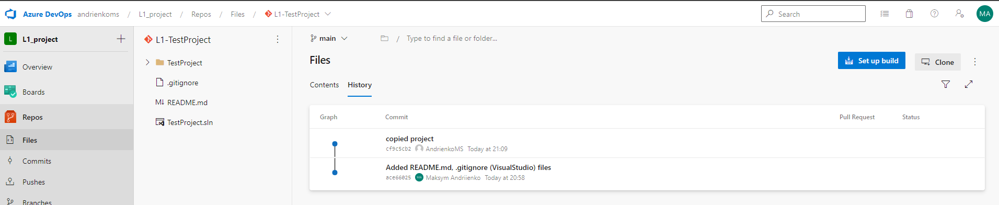 Azure DevOps andrienkoms / L1_project / Repos / Files / L1-TestProject
Search
MA
L L1_project
Overview
Boards
Repos
Files
Commits
Pushes
Branches
L1-TestProject
TestProject
.gitignore
M↓ README.md
TestProject.sln
main / Type to find a file or folder...
Files
Set up build
Clone
Contents History
Graph Commit Pull Request Status
copied project
cf9c5cb2 AndrienkoMS Today at 21:09
Added README.md, .gitignore (VisualStudio) files
ace66025 MA Maksym Andriienko Today at 20:58